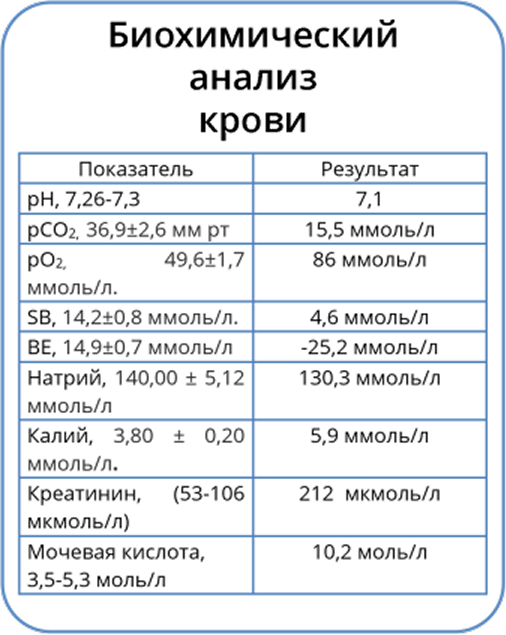 Биохимический
анализ
крови
Показатель Результат
pH, 7,26-7,3 7,1
pCO₂, 36,9±2,6 мм рт 15,5 ммоль/л
pO₂, 49,6±1,7 86 ммоль/л
ммоль/л.
SB, 14,2±0,8 ммоль/л. 4,6 ммоль/л
BE, 14,9±0,7 ммоль/л -25,2 ммоль/л
Натрий, 140,00 ± 5,12 130,3 ммоль/л
ммоль/л
Калий, 3,80 ± 0,20 5,9 ммоль/л
ммоль/л.
Креатинин, (53-106 212 мкмоль/л
мкмоль/л)
Мочевая кислота, 10,2 моль/л
3,5-5,3 моль/л